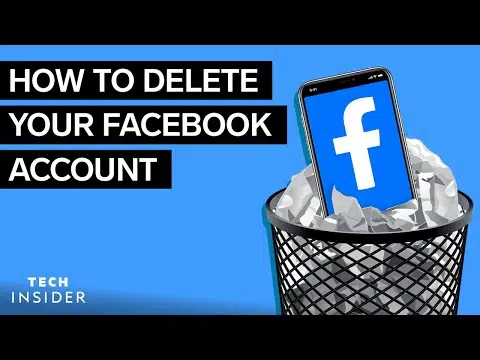 HOW TO DELETE
YOUR FACEBOOK
ACCOUNT
f
TECH
INSIDER